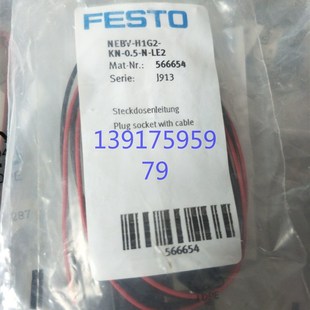 FESTO
NEBV-H1G2-
KN-0.5-N-LE2
Mat-Nr.: 566654
Serie: J913
Steckdosenleitung
Plug socket with cable
139175959
79
566654